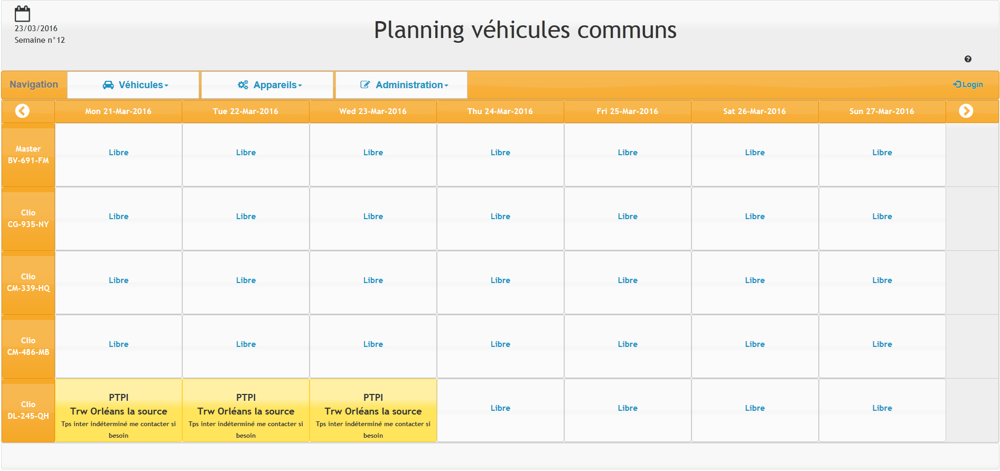 23/03/2016
Semaine n°12
Planning véhicules communs
Navigation Véhicules Appareils Administration Login
Mon 21-Mar-2016 Tue 22-Mar-2016 Wed 23-Mar-2016 Thu 24-Mar-2016 Fri 25-Mar-2016 Sat 26-Mar-2016 Sun 27-Mar-2016
Master
BV-691-FM
Libre Libre Libre Libre Libre Libre Libre
Clio
CG-935-NY
Libre Libre Libre Libre Libre Libre Libre
Clio
CM-339-HQ
Libre Libre Libre Libre Libre Libre Libre
Clio
CM-486-MB
Libre Libre Libre Libre Libre Libre Libre
Clio
DL-245-QH
PTPI
Trw Orléans la source
Tps inter indéterminé me contacter si
besoin
PTPI
Trw Orléans la source
Tps inter indéterminé me contacter si
besoin
PTPI
Trw Orléans la source
Tps inter indéterminé me contacter si
besoin
Libre Libre Libre Libre